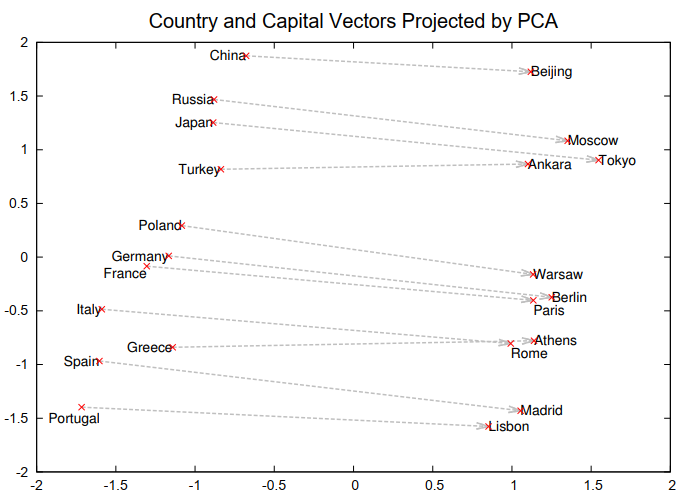 Country and Capital Vectors Projected by PCA
2
China
Beijing
1.5
Russia
Japan
Moscow
1
Tokyo
Turkey
Ankara
0.5
Poland
0
Germany
France
Warsaw
Berlin
Paris
-0.5
Italy
Greece
Athens
Rome
-1
Spain
Madrid
Portugal
-1.5
Lisbon
-2
-2
-1.5
-1
-0.5
0
0.5
1
1.5
2